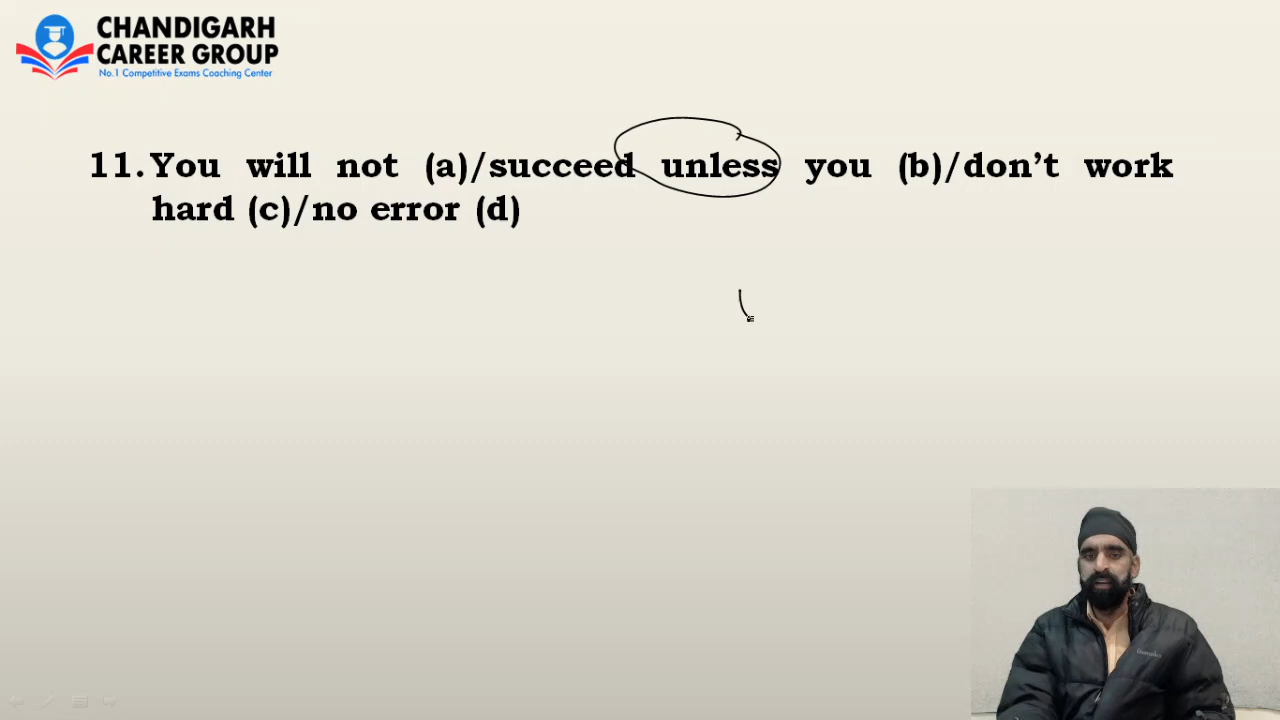 CHANDIGARH
CAREER GROUP
No.1 Competitive Exams Coaching Center
11. You will not (a)/succeed unless you (b)/don't work
hard (c)/no error (d)